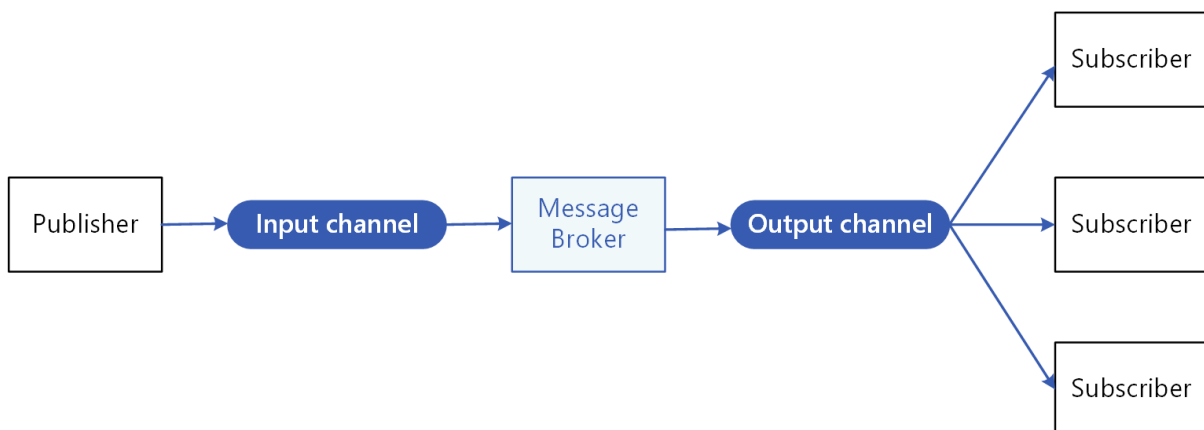 Publisher
Input channel
Message
Broker
Output channel
Subscriber
Subscriber
Subscriber